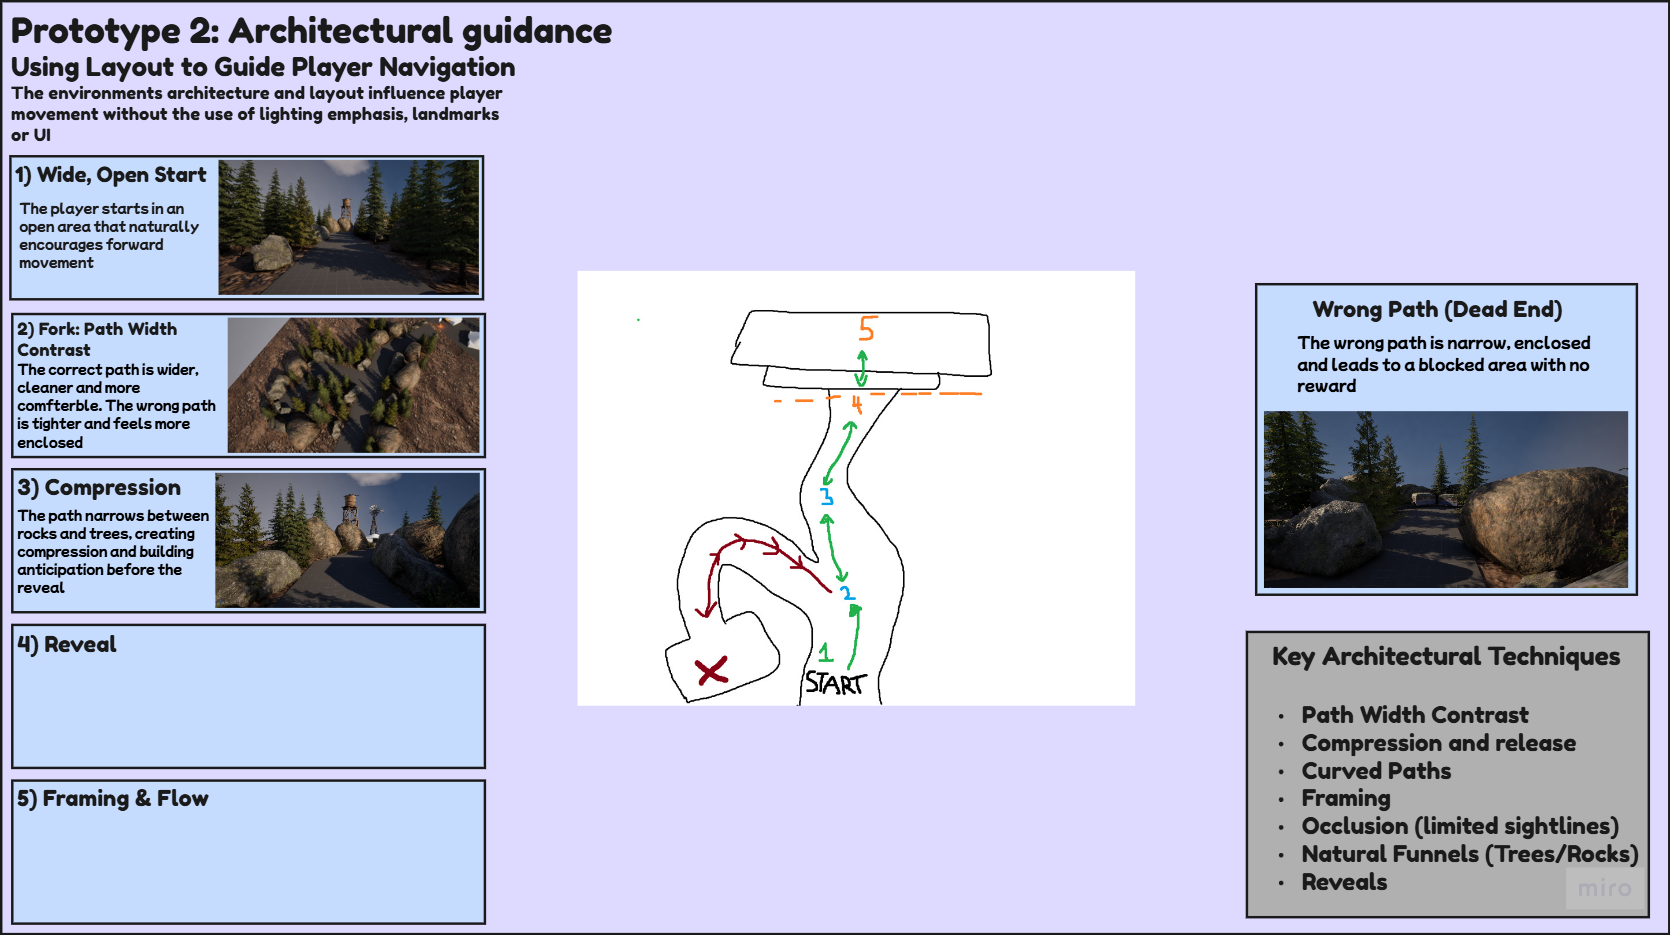 Prototype 2: Architectural guidance
Using Layout to Guide Player Navigation
The environments architecture and layout influence player
movement without the use of lighting emphasis, landmarks
or UI
1) Wide, Open Start
The player starts in an
open area that naturally
encourages forward
movement
2) Fork: Path Width
Contrast
The correct path is wider,
cleaner and more
comfterble. The wrong path
is tighter and feels more
enclosed
3) Compression
The path narrows between
rocks and trees, creating
compression and building
anticipation before the
reveal
4) Reveal
5) Framing & Flow
5
4
3
2
1
START
Wrong Path (Dead End)
The wrong path is narrow, enclosed
and leads to a blocked area with no
reward
Key Architectural Techniques
• Path Width Contrast
• Compression and release
• Curved Paths
• Framing
• Occlusion (limited sightlines)
• Natural Funnels (Trees/Rocks)
• Reveals
miro